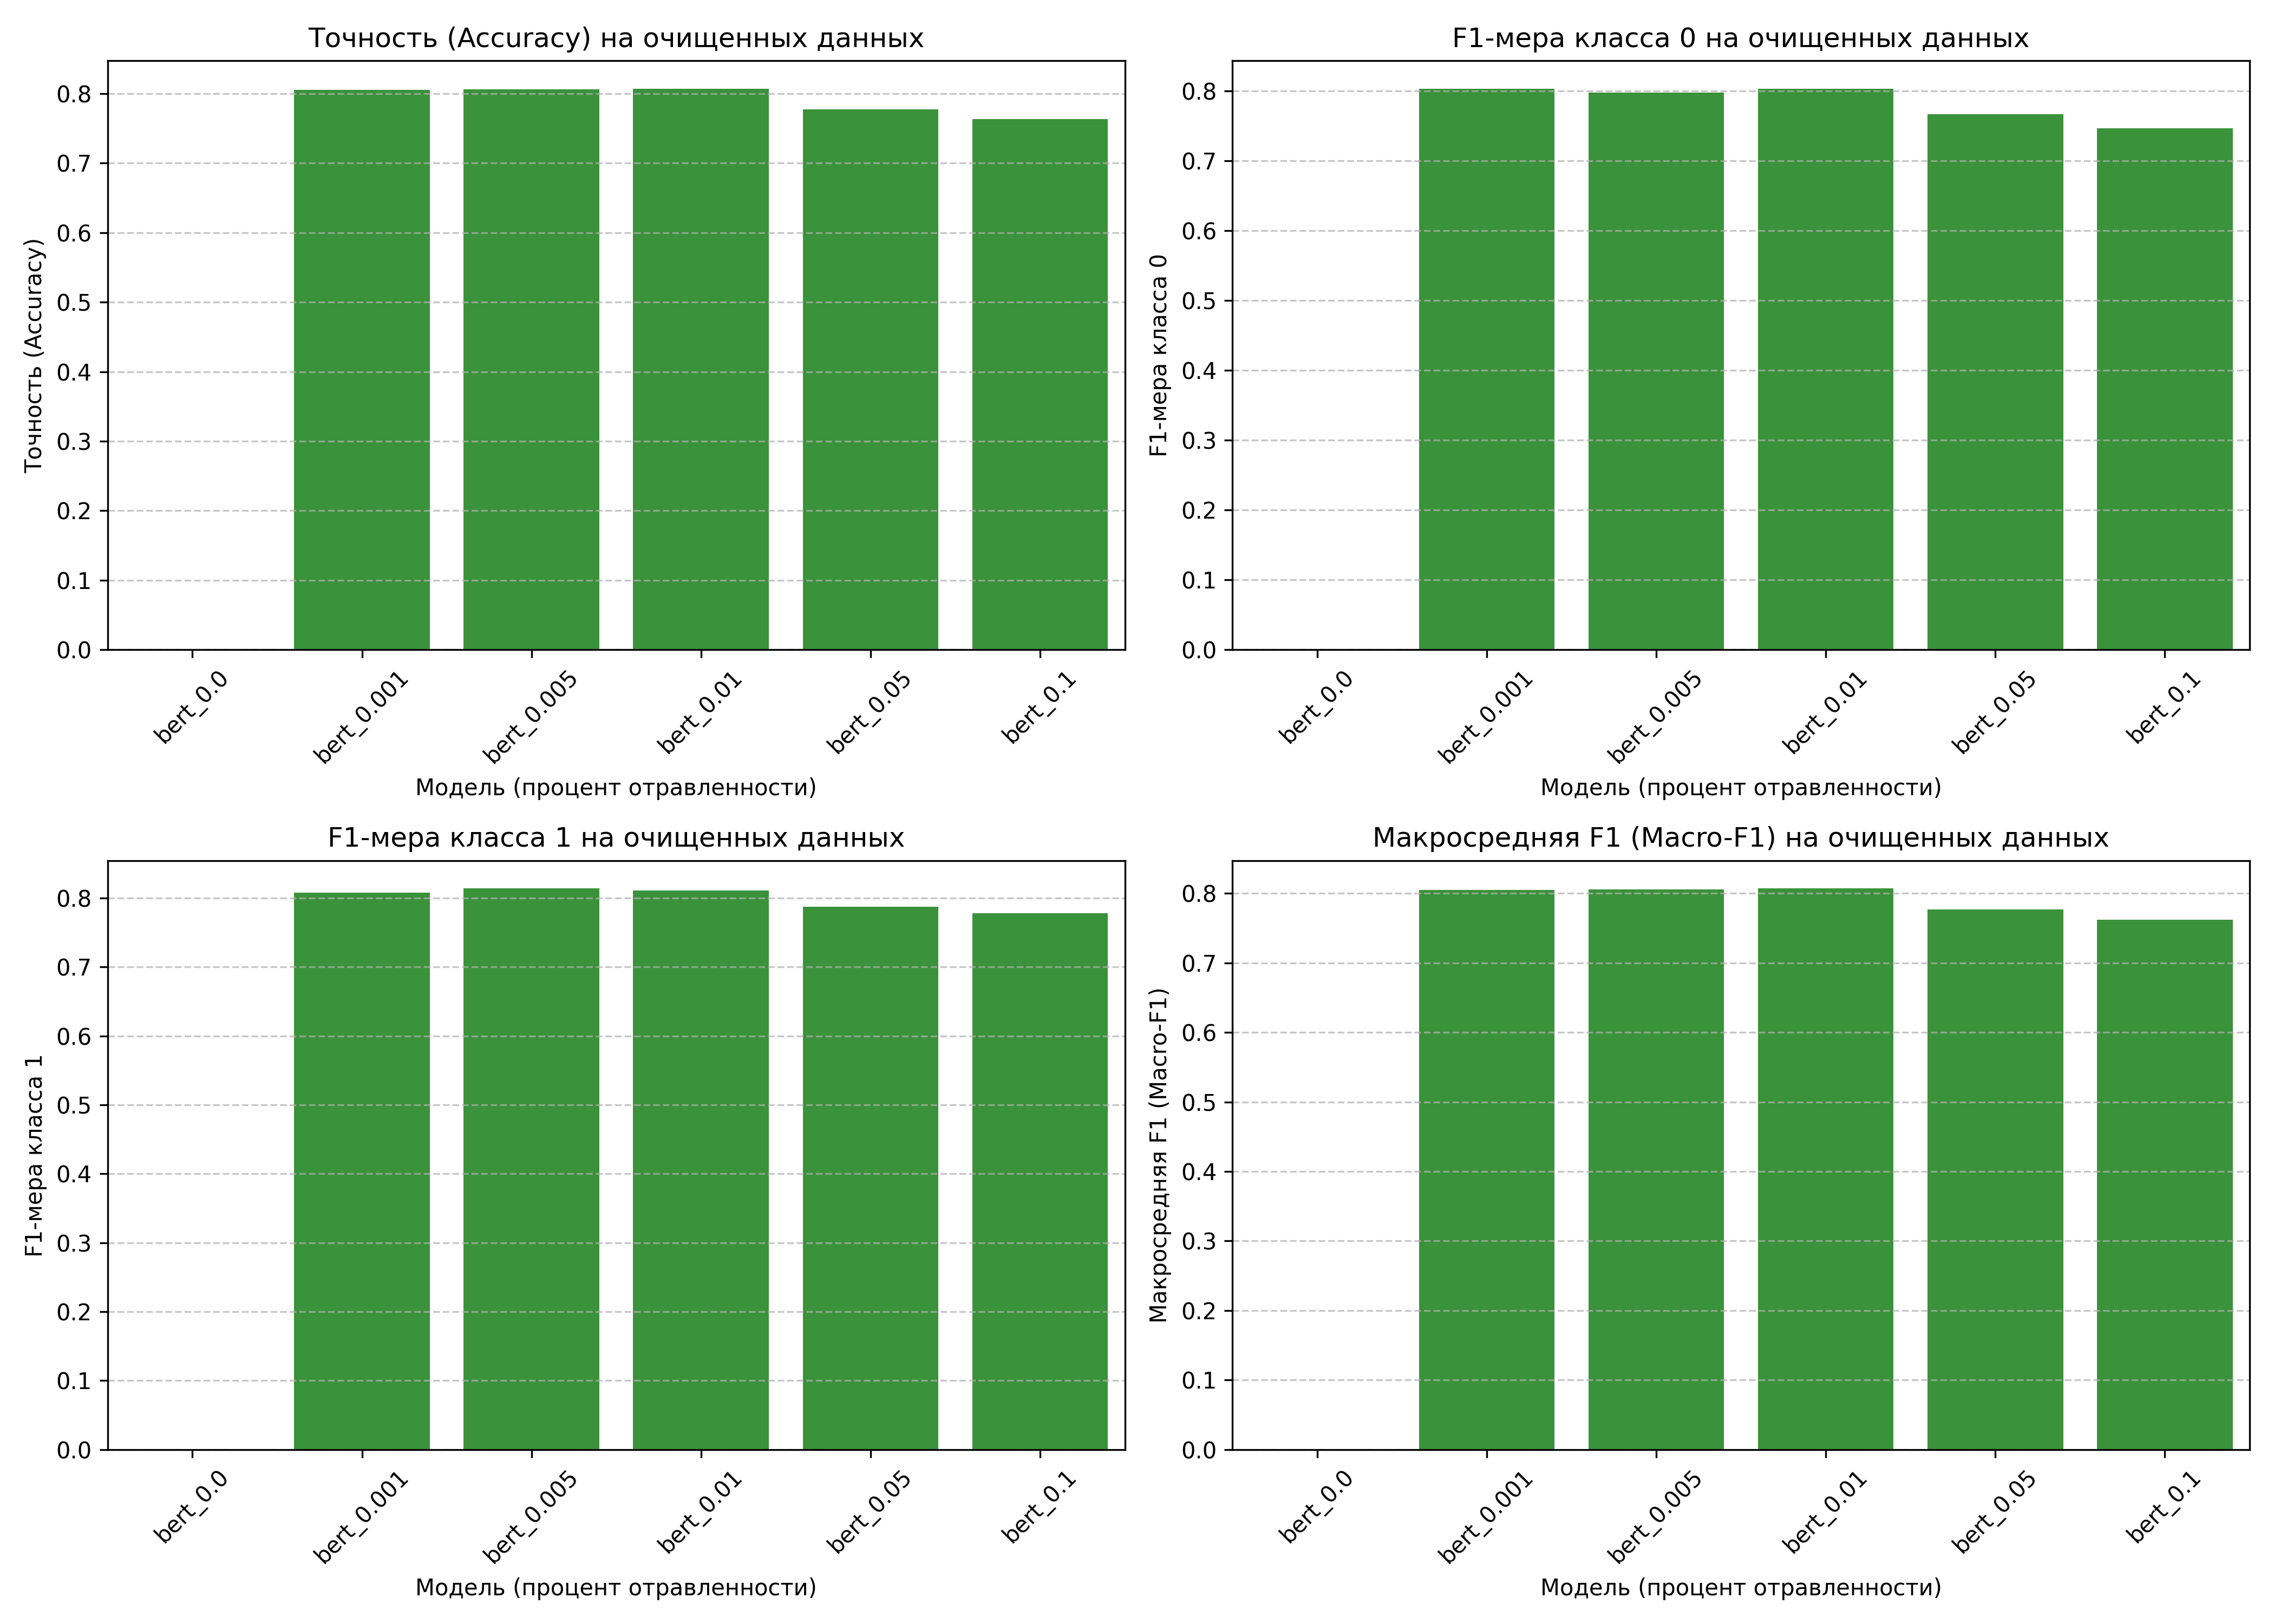 Точность (Accuracy) на очищенных данных
Точность (Accuracy)
0.8
0.7
0.6
0.5
0.4
0.3
0.2
0.1
0.0
bert_0.0
bert_0.001
bert_0.005
bert_0.01
bert_0.05
bert_0.1
Модель (процент отравленности)
F1-мера класса 0 на очищенных данных
F1-мера класса 0
0.8
0.7
0.6
0.5
0.4
0.3
0.2
0.1
0.0
bert_0.0
bert_0.001
bert_0.005
bert_0.01
bert_0.05
bert_0.1
Модель (процент отравленности)
F1-мера класса 1 на очищенных данных
F1-мера класса 1
0.8
0.7
0.6
0.5
0.4
0.3
0.2
0.1
0.0
bert_0.0
bert_0.001
bert_0.005
bert_0.01
bert_0.05
bert_0.1
Модель (процент отравленности)
Макросредняя F1 (Macro-F1) на очищенных данных
Макросредняя F1 (Macro-F1)
0.8
0.7
0.6
0.5
0.4
0.3
0.2
0.1
0.0
bert_0.0
bert_0.001
bert_0.005
bert_0.01
bert_0.05
bert_0.1
Модель (процент отравленности)